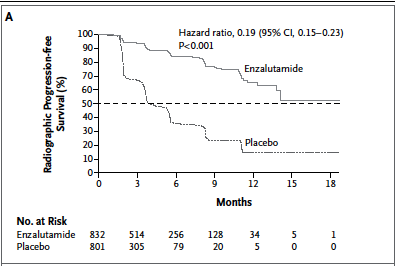 A
Hazard ratio, 0.19 (95% CI, 0.15–0.23)
P<0.001
Radiographic Progression-free
Survival (%)
100
90
80
70
60
50
40
30
20
10
0
Enzalutamide
Placebo
0 3 6 9 12 15 18
Months
No. at Risk
Enzalutamide 832 514 256 128 34 5 1
Placebo 801 305 79 20 5 0 0